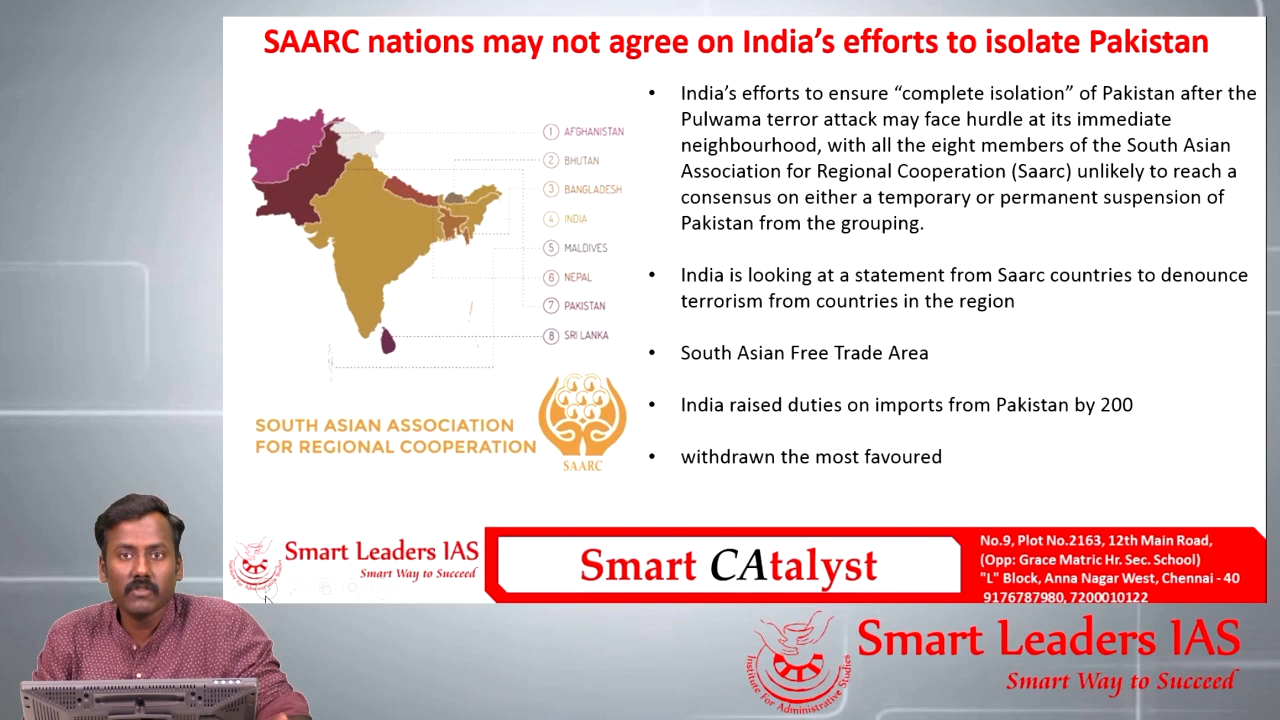 SAARC nations may not agree on India's efforts to isolate Pakistan
1 AFGHANISTAN
2 BHUTAN
3 BANGLADESH
4 INDIA
5 MALDIVES
6 NEPAL
7 PAKISTAN
8 SRI LANKA
SOUTH ASIAN ASSOCIATION
FOR REGIONAL COOPERATION
SAARC
• India's efforts to ensure “complete isolation” of Pakistan after the
Pulwama terror attack may face hurdle at its immediate
neighbourhood, with all the eight members of the South Asian
Association for Regional Cooperation (Saarc) unlikely to reach a
consensus on either a temporary or permanent suspension of
Pakistan from the grouping.
• India is looking at a statement from Saarc countries to denounce
terrorism from countries in the region
• South Asian Free Trade Area
• India raised duties on imports from Pakistan by 200
• withdrawn the most favoured
Smart Leaders IAS
Smart Way to Succeed
Smart CAtalyst
No.9, Plot No.2163, 12th Main Road,
(Opp: Grace Matric Hr. Sec. School)
"L" Block, Anna Nagar West, Chennai - 40
9176787980, 7200010122
Institute For Administrative Studies
Smart Leaders IAS
Smart Way to Succeed